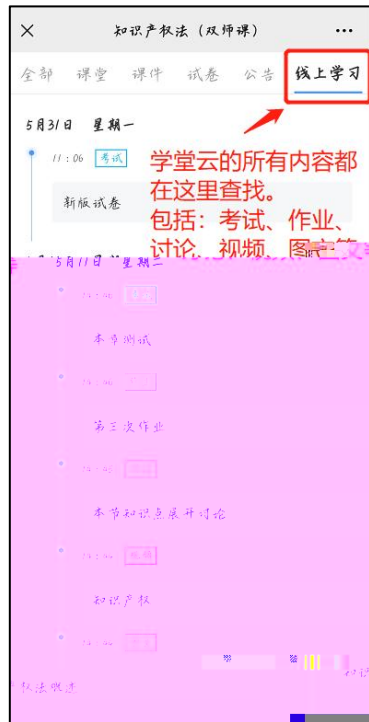 知识产权法（双师课）
全部 课堂 课件 试卷 公告 线上学习
5月31日 星期一
11:06 考试
学堂云的所有内容都
在这里查找。
新版试卷
包括：考试、作业、
讨论、视频、图文等
5月11日 星期二
本节测试
第三次作业
本节知识点展开讨论
视频
知识产权